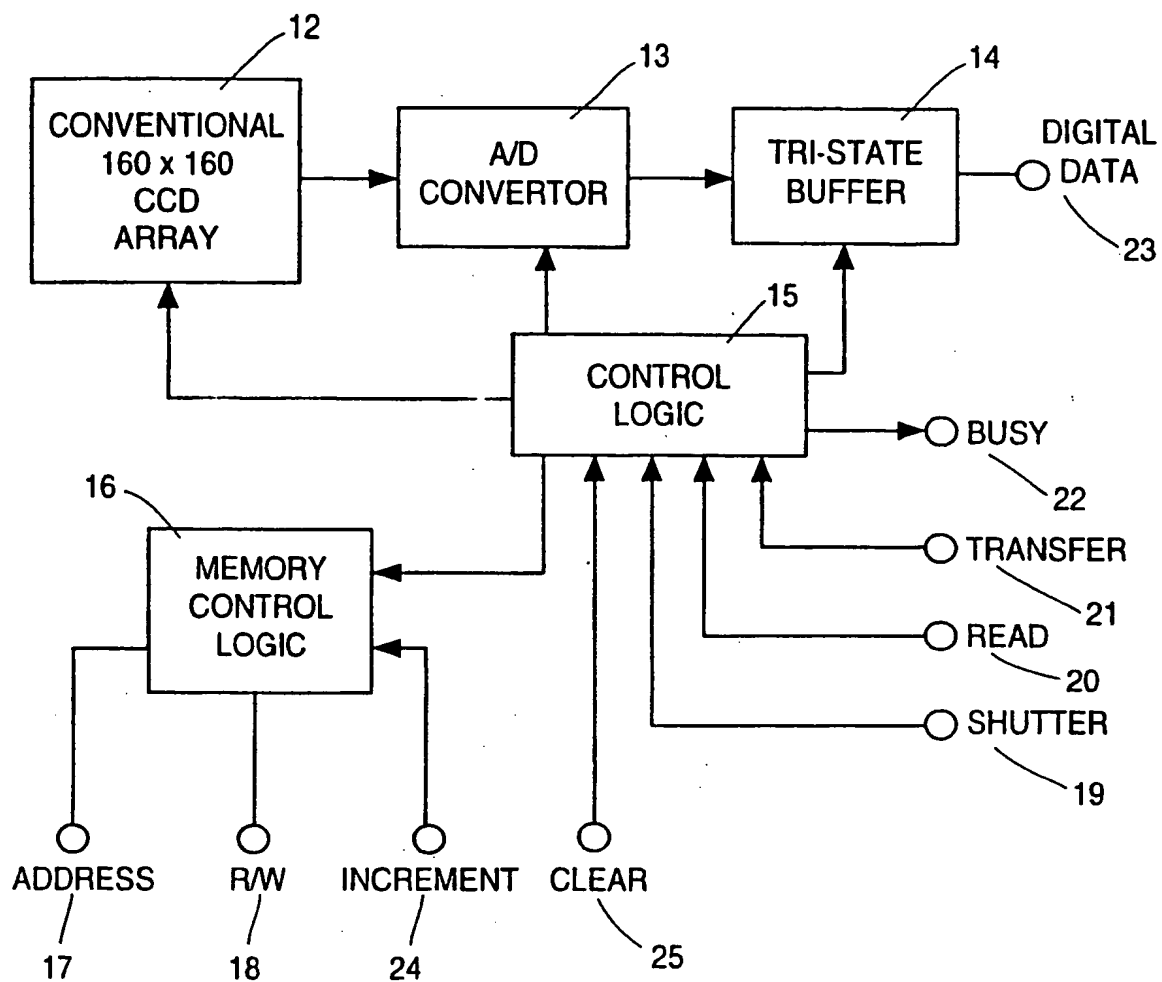 12
13
14
CONVENTIONAL
160 x 160
CCD
ARRAY
A/D
CONVERTOR
TRI-STATE
BUFFER
DIGITAL
DATA
23
15
CONTROL
LOGIC
BUSY
22
16
MEMORY
CONTROL
LOGIC
TRANSFER
21
READ
20
SHUTTER
19
ADDRESS
R/W
INCREMENT
CLEAR
17
18
24
25